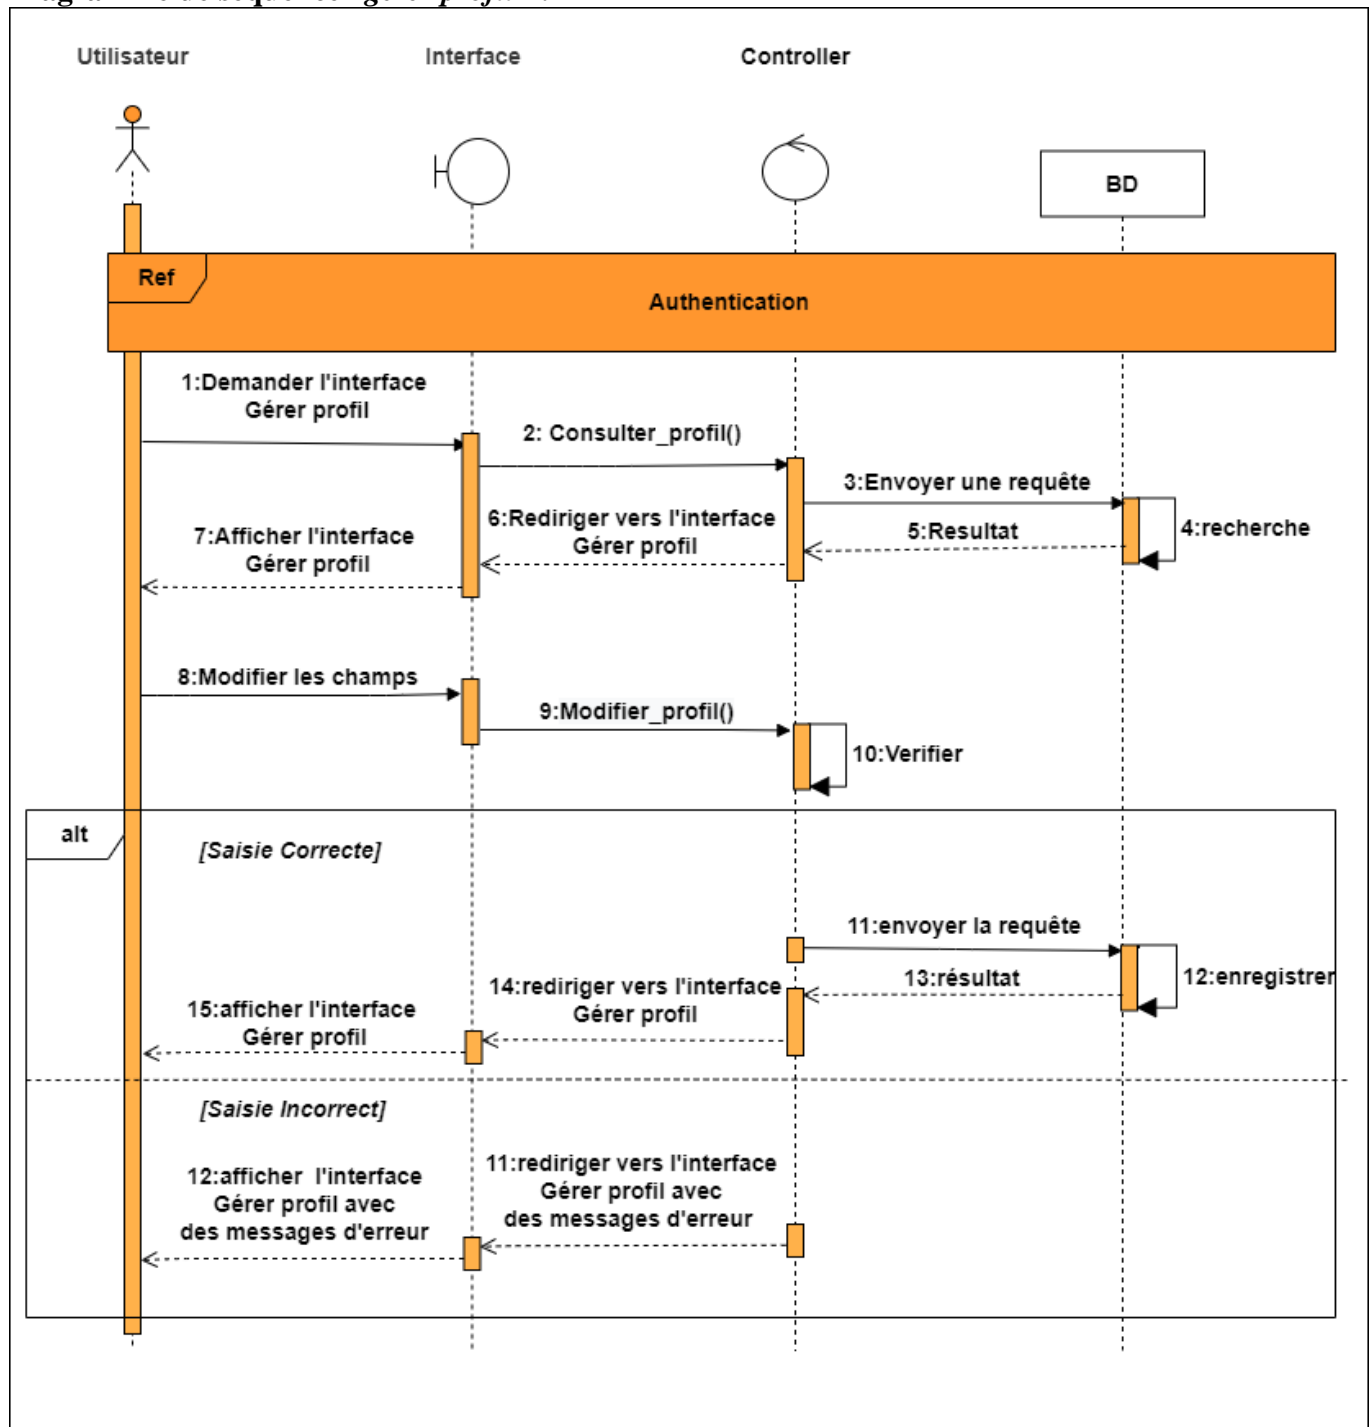 Utilisateur
Interface
Controller
BD
Ref
Authentication
1:Demander l'interface
Gérer profil
2: Consulter_profil()
3:Envoyer une requête
4:recherche
5:Resultat
6:Rediriger vers l'interface
Gérer profil
7:Afficher l'interface
Gérer profil
8:Modifier les champs
9:Modifier_profil()
10:Verifier
alt
[Saisie Correcte]
11:envoyer la requête
12:enregistrer
13:résultat
14:rediriger vers l'interface
Gérer profil
15:afficher l'interface
Gérer profil
[Saisie Incorrect]
11:rediriger vers l'interface
Gérer profil avec
des messages d'erreur
12:afficher  l'interface
Gérer profil avec
des messages d'erreur